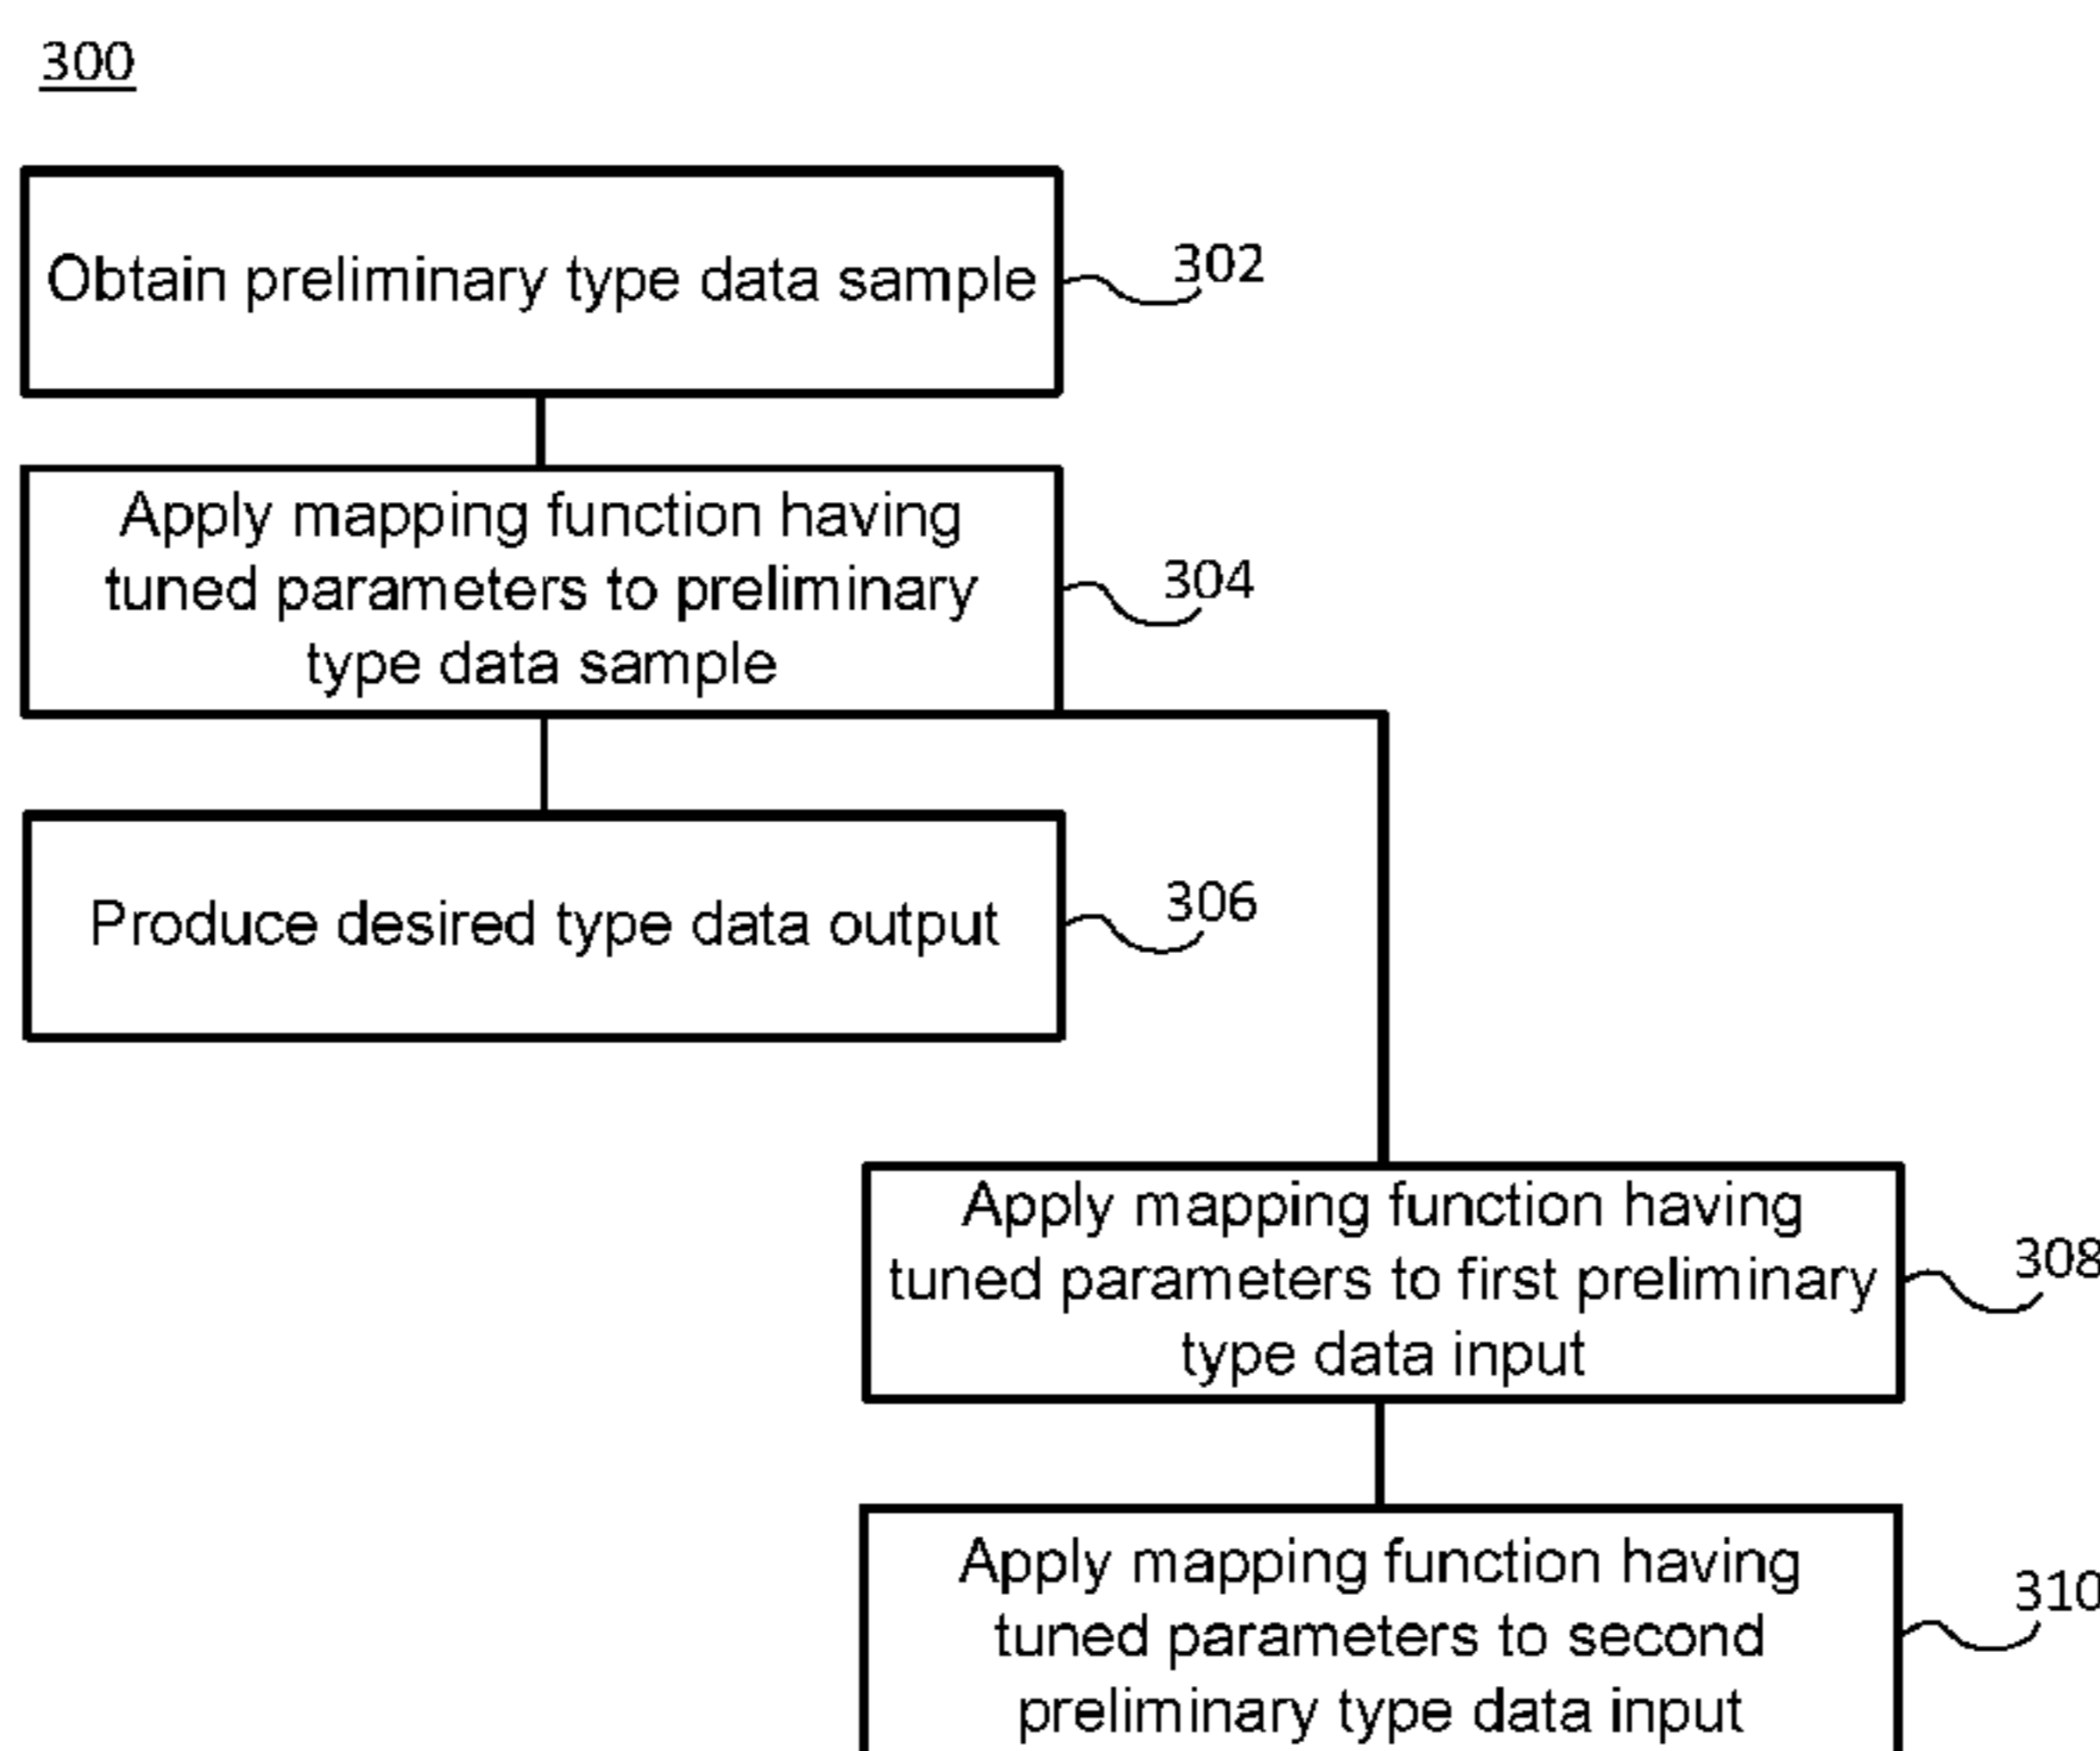 300
Obtain preliminary type data sample
302
Apply mapping function having
tuned parameters to preliminary
type data sample
304
Produce desired type data output
306
Apply mapping function having
tuned parameters to first preliminary
type data input
308
Apply mapping function having
tuned parameters to second
preliminary type data input
310